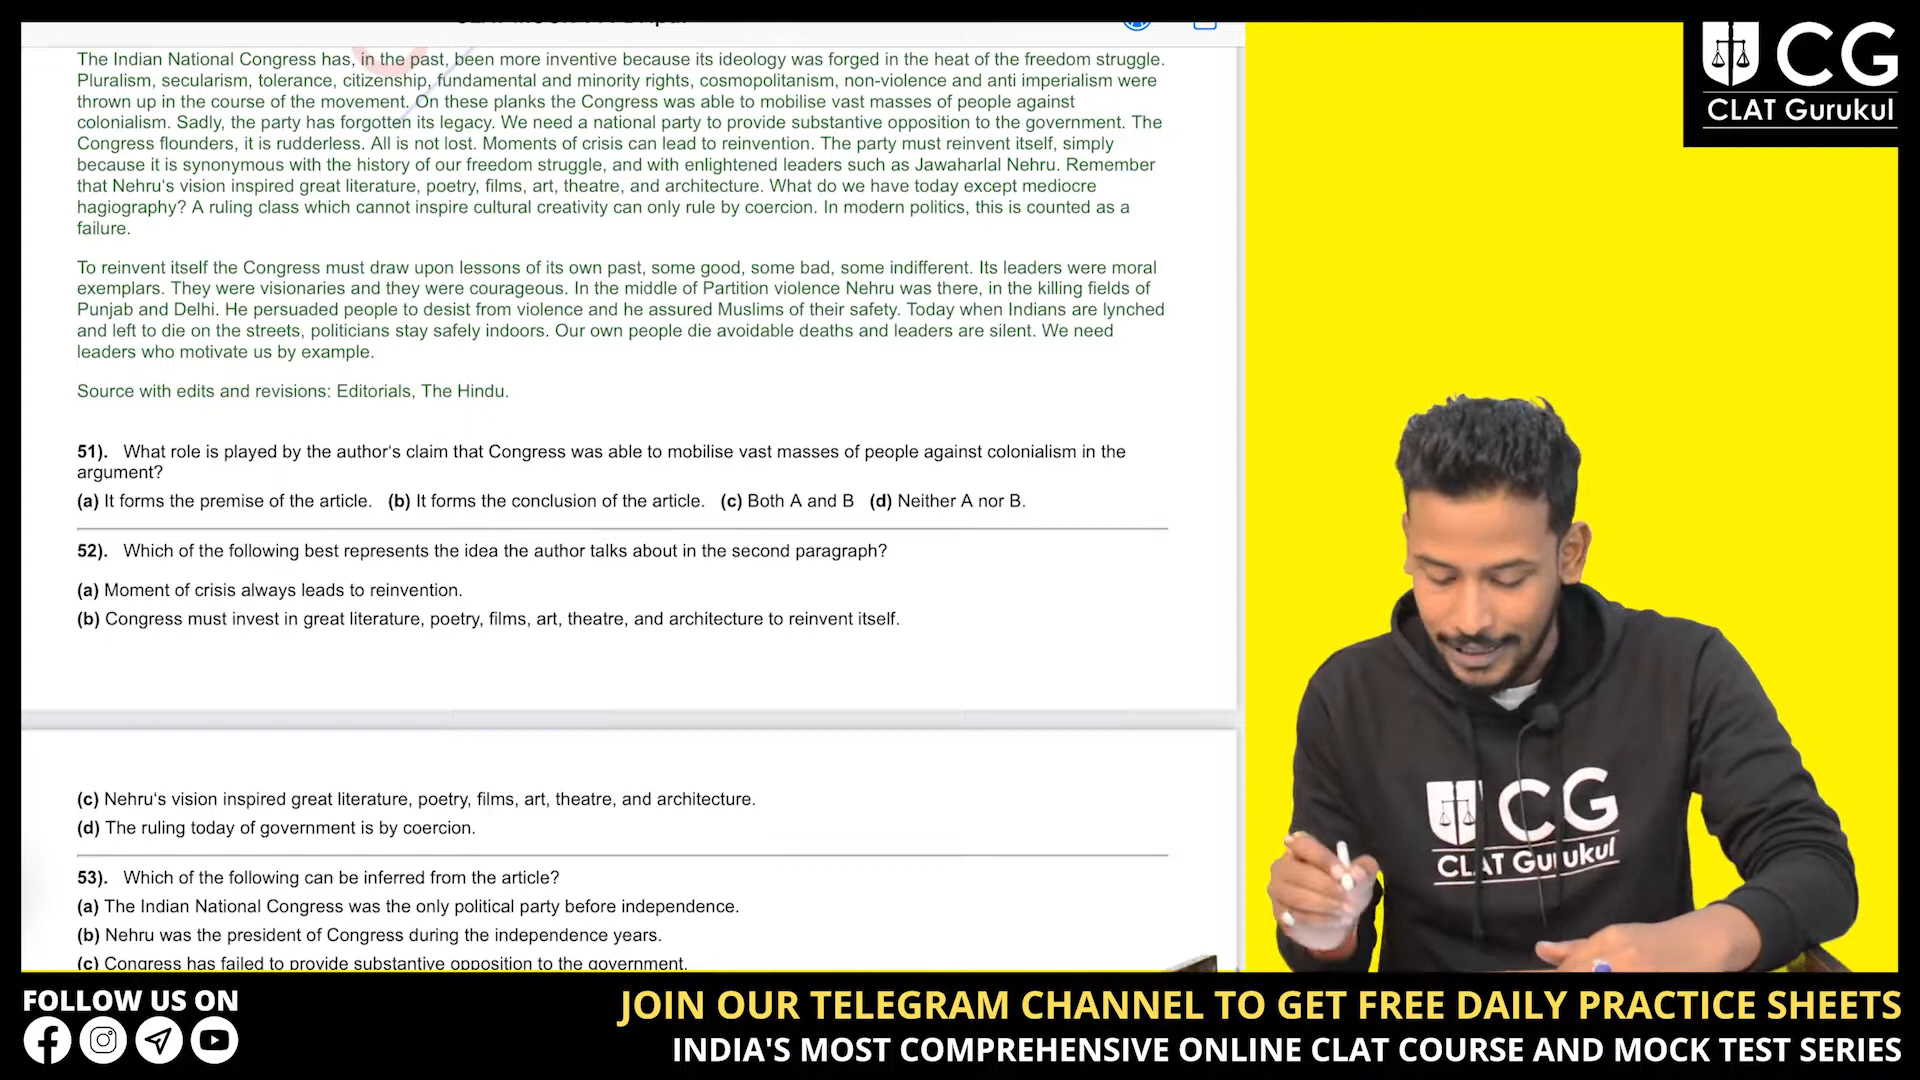 The Indian National Congress has, in the past, been more inventive because its ideology was forged in the heat of the freedom struggle.
Pluralism, secularism, tolerance, citizenship, fundamental and minority rights, cosmopolitanism, non-violence and anti imperialism were
thrown up in the course of the movement. On these planks the Congress was able to mobilise vast masses of people against
colonialism. Sadly, the party has forgotten its legacy. We need a national party to provide substantive opposition to the government. The
Congress flounders, it is rudderless. All is not lost. Moments of crisis can lead to reinvention. The party must reinvent itself, simply
because it is synonymous with the history of our freedom struggle, and with enlightened leaders such as Jawaharlal Nehru. Remember
that Nehru‘s vision inspired great literature, poetry, films, art, theatre, and architecture. What do we have today except mediocre
hagiography? A ruling class which cannot inspire cultural creativity can only rule by coercion. In modern politics, this is counted as a
failure.
To reinvent itself the Congress must draw upon lessons of its own past, some good, some bad, some indifferent. Its leaders were moral
exemplars. They were visionaries and they were courageous. In the middle of Partition violence Nehru was there, in the killing fields of
Punjab and Delhi. He persuaded people to desist from violence and he assured Muslims of their safety. Today when Indians are lynched
and left to die on the streets, politicians stay safely indoors. Our own people die avoidable deaths and leaders are silent. We need
leaders who motivate us by example.
Source with edits and revisions: Editorials, The Hindu.
51). What role is played by the author‘s claim that Congress was able to mobilise vast masses of people against colonialism in the
argument?
(a) It forms the premise of the article. (b) It forms the conclusion of the article. (c) Both A and B (d) Neither A nor B.
52). Which of the following best represents the idea the author talks about in the second paragraph?
(a) Moment of crisis always leads to reinvention.
(b) Congress must invest in great literature, poetry, films, art, theatre, and architecture to reinvent itself.
(c) Nehru‘s vision inspired great literature, poetry, films, art, theatre, and architecture.
(d) The ruling today of government is by coercion.
53). Which of the following can be inferred from the article?
(a) The Indian National Congress was the only political party before independence.
(b) Nehru was the president of Congress during the independence years.
(c) Congress has failed to provide substantive opposition to the government.
CG
CLAT Gurukul
CG
CLAT Gurukul
FOLLOW US ON
JOIN OUR TELEGRAM CHANNEL TO GET FREE DAILY PRACTICE SHEETS
INDIA'S MOST COMPREHENSIVE ONLINE CLAT COURSE AND MOCK TEST SERIES